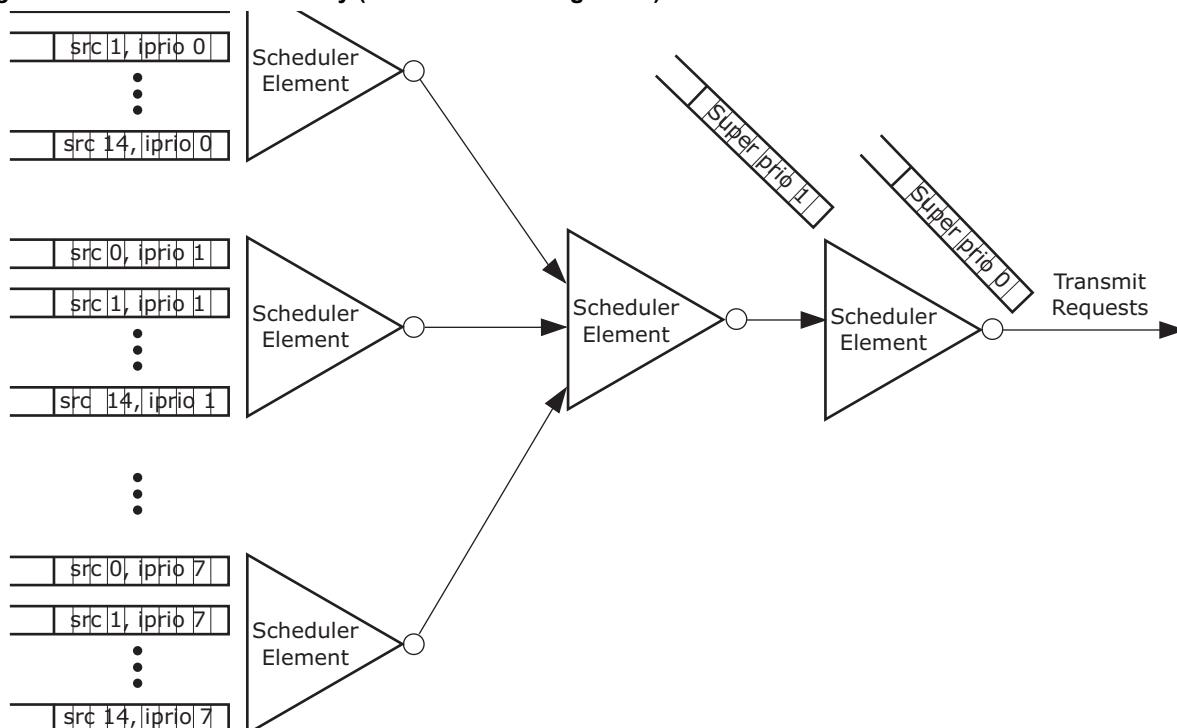 src 1, iprio 0
src 14, iprio 0
Scheduler
Element
src 0, iprio 1
src 1, iprio 1
src 14, iprio 1
Scheduler
Element
src 0, iprio 7
src 1, iprio 7
src 14, iprio 7
Scheduler
Element
Scheduler
Element
Super prio 1
Scheduler
Element
Super prio 0
Transmit
Requests